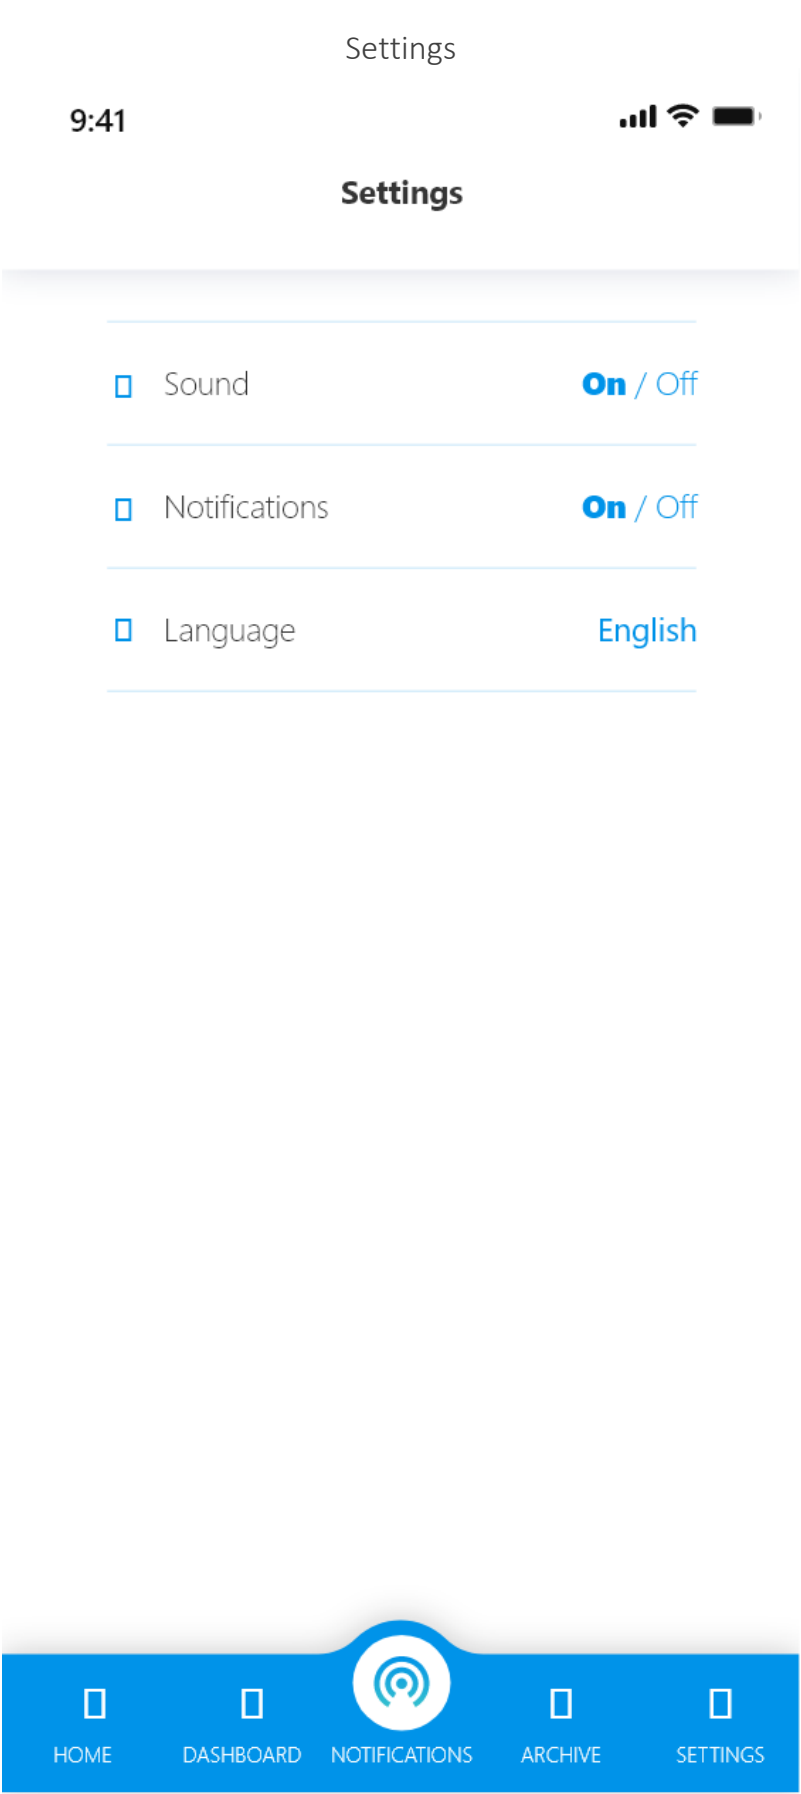 Settings
9:41
Settings
Sound On / Off
Notifications On / Off
Language English
HOME DASHBOARD NOTIFICATIONS ARCHIVE SETTINGS